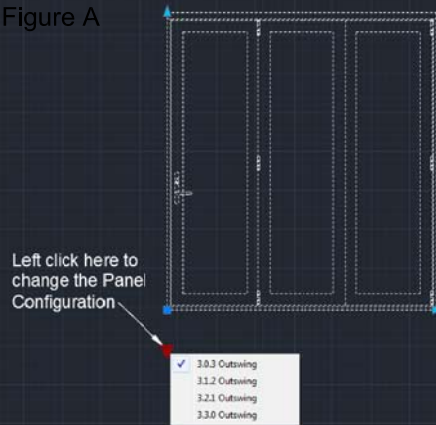 Figure A
Left click here to
change the Panel
Configuration
3.0.3 Outswing
3.1.2 Outswing
3.2.1 Outswing
3.3.0 Outswing